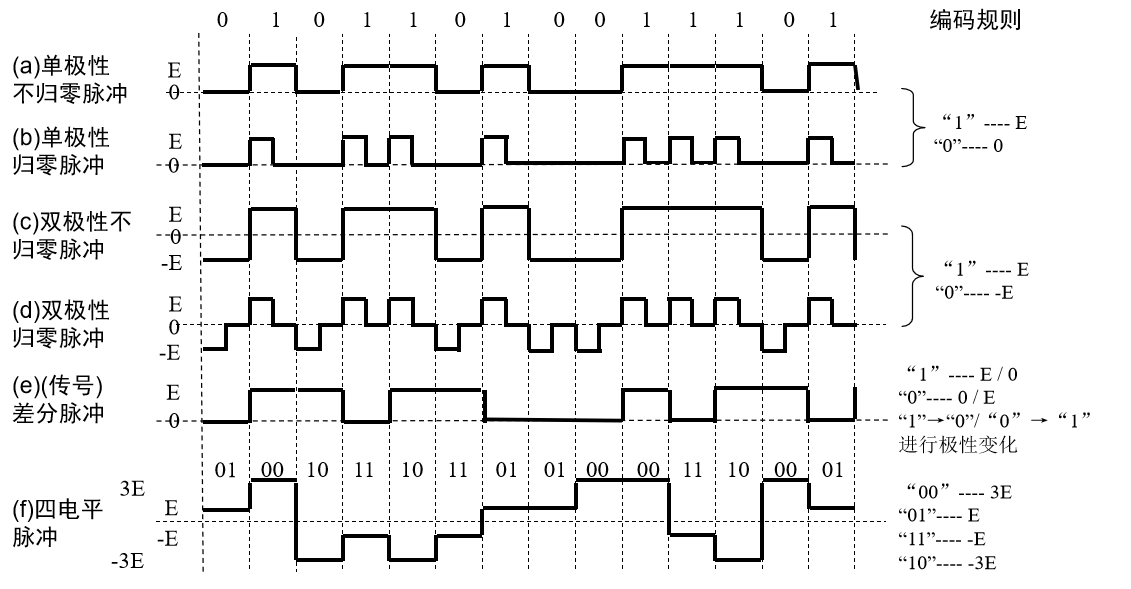 0 1 0 1 1 0 1 0 0 1 1 1 0 1 编码规则
(a)单极性
不归零脉冲
E
0
(b)单极性
归零脉冲
E
0
“1” ---- E
“0”---- 0
(c)双极性不
归零脉冲
E
0
-E
(d)双极性
归零脉冲
E
0
-E
“1” ---- E
“0”---- -E
(e)(传号)
差分脉冲
E
0
“1” ---- E / 0
“0”---- 0 / E
“1”→“0”/“0” → “1”
进行极性变化
01 00 10 11 10 11 01 01 00 00 11 10 00 01
(f)四电平
脉冲
3E
E
-E
-3E
“00” ---- 3E
“01”---- E
“11”---- -E
“10”---- -3E